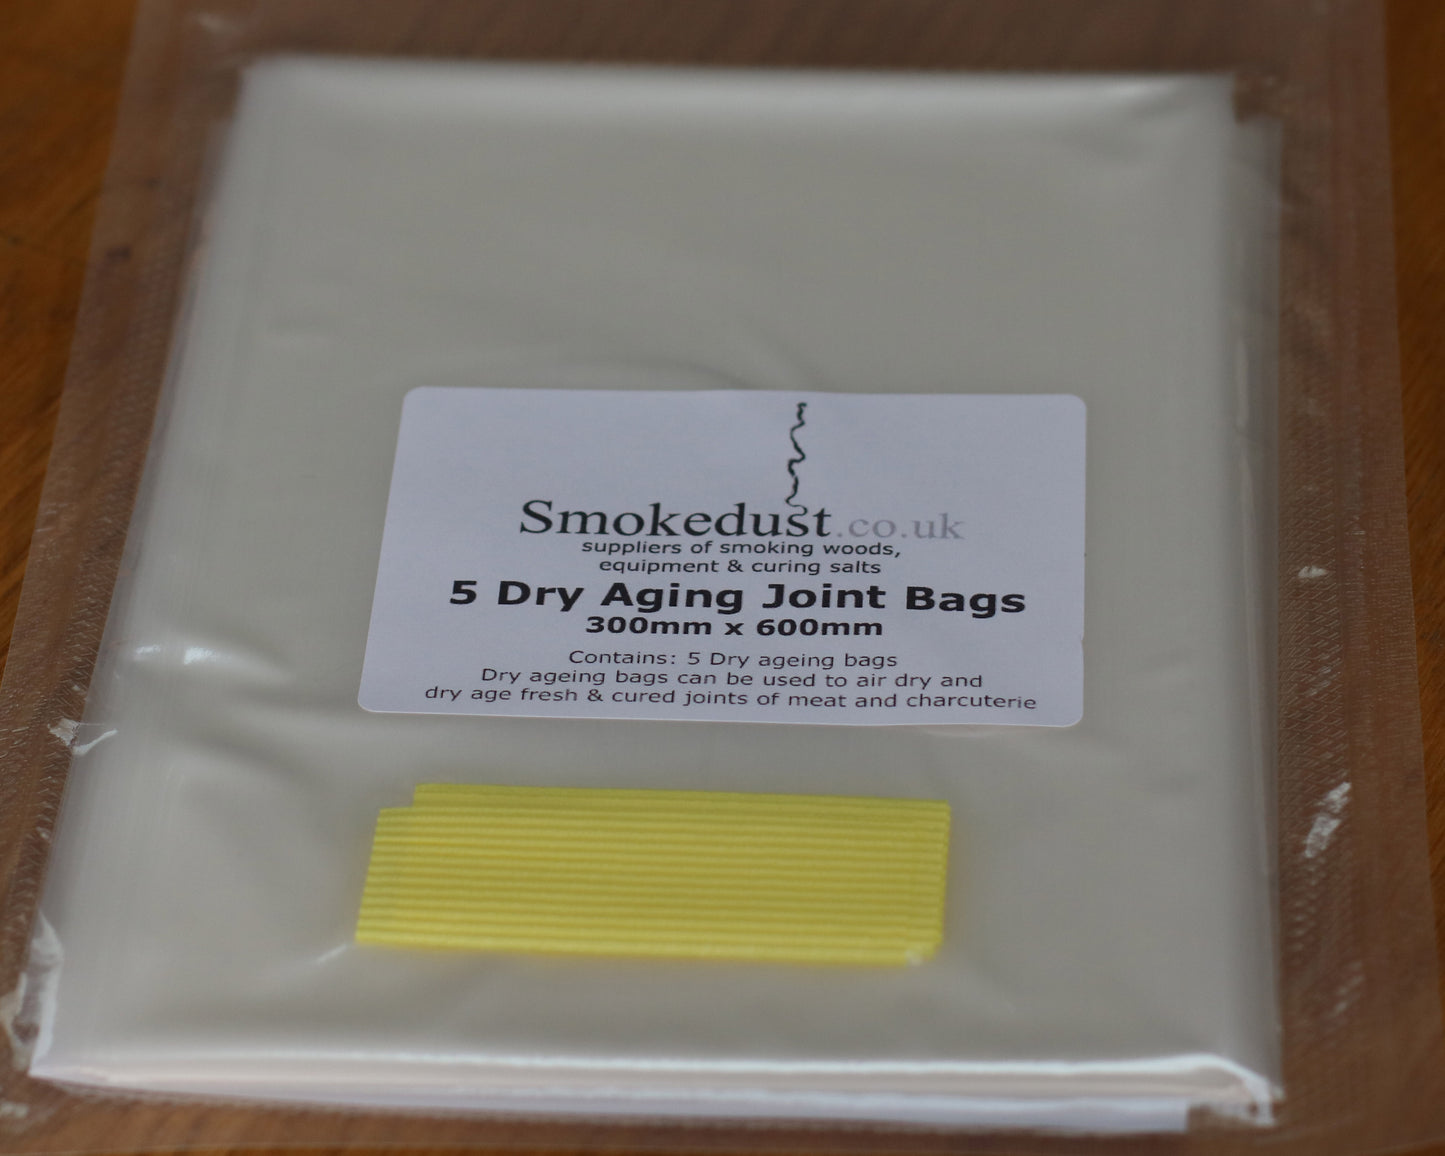 Smokedust.co.uk
suppliers of smoking woods,
equipment & curing salts
5 Dry Aging Joint Bags
300mm x 600mm
Contains: 5 Dry ageing bags
Dry ageing bags can be used to air dry and
dry age fresh & cured joints of meat and charcuterie